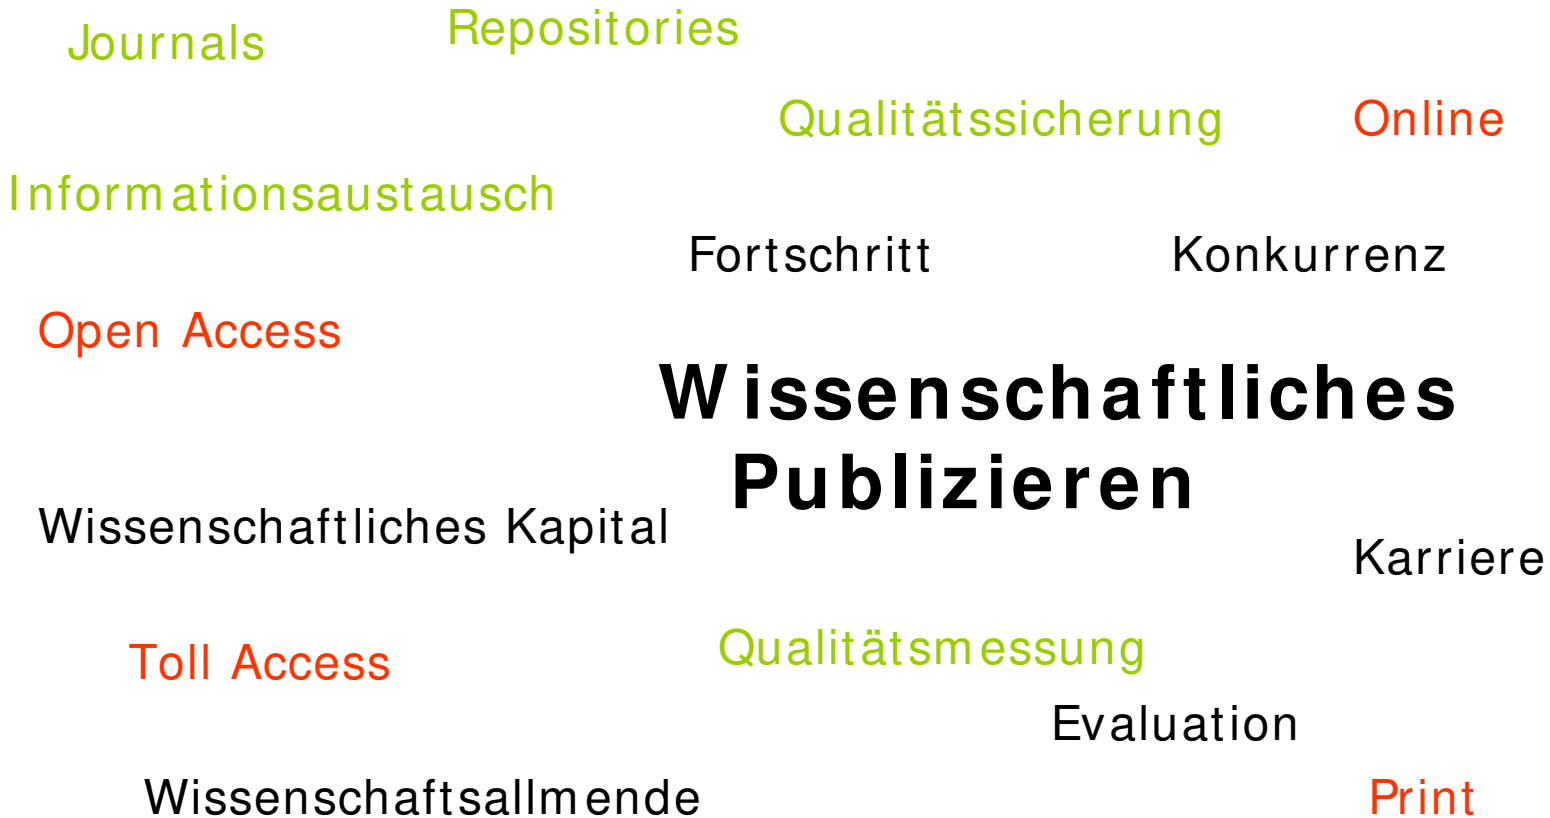 Journals
Repositories
Qualitätssicherung
Online
Informationsaustausch
Fortschritt
Konkurrenz
Open Access
Wissenschaftliches
Publizieren
Wissenschaftliches Kapital
Karriere
Toll Access
Qualitätsmessung
Evaluation
Wissenschaftsallmende
Print